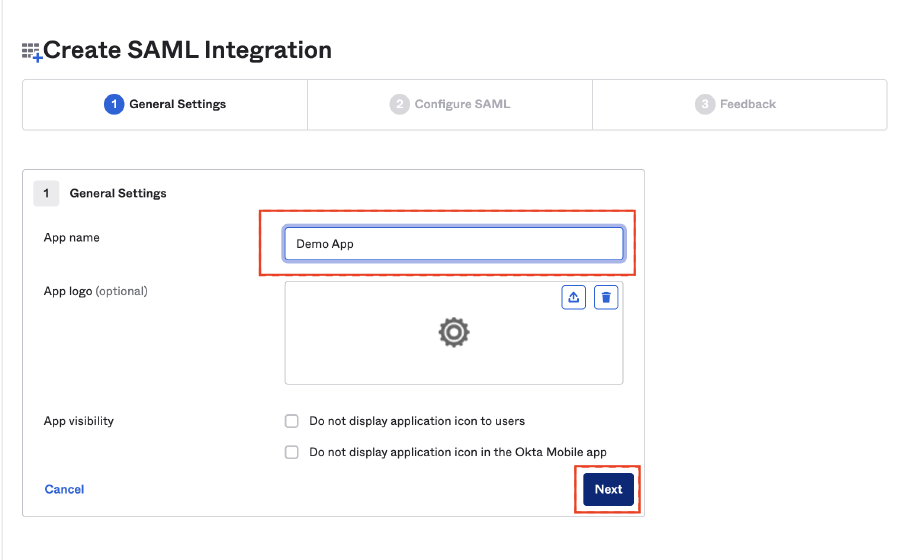 Create SAML Integration
1 General Settings
2 Configure SAML
3 Feedback
1 General Settings
App name
Demo App
App logo (optional)
App visibility
Do not display application icon to users
Do not display application icon in the Okta Mobile app
Cancel
Next